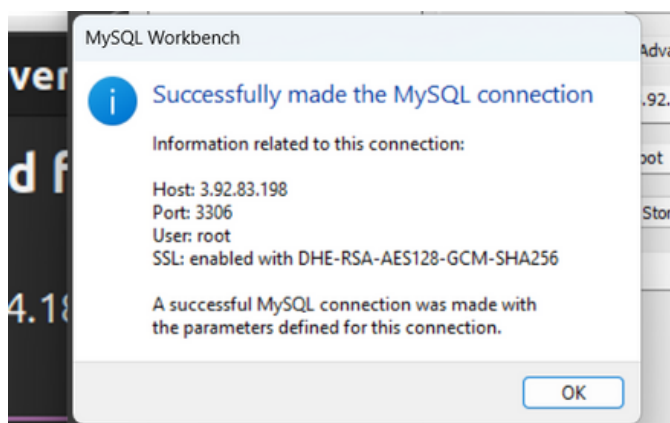 MySQL Workbench
Successfully made the MySQL connection
Information related to this connection:
Host: 3.92.83.198
Port: 3306
User: root
SSL: enabled with DHE-RSA-AES128-GCM-SHA256
A successful MySQL connection was made with
the parameters defined for this connection.
OK